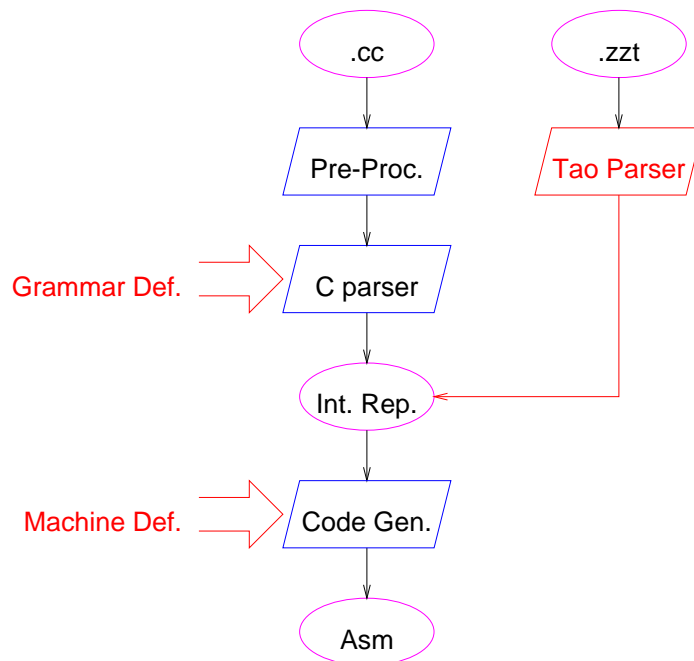 .cc
.zzt
Pre-Proc.
Tao Parser
Grammar Def.
C parser
Int. Rep.
Machine Def.
Code Gen.
Asm